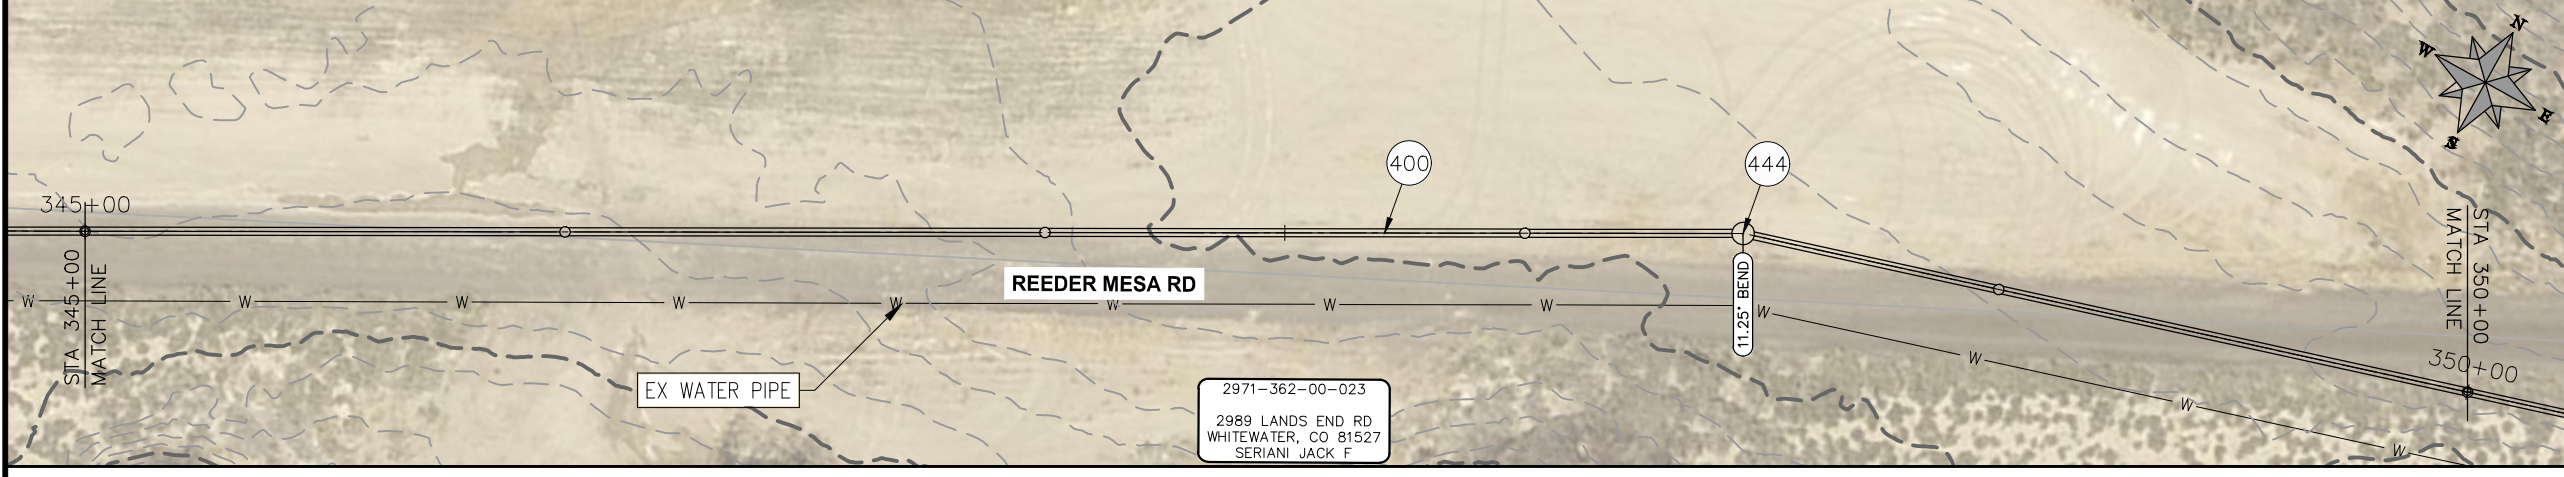 N
W
E
S
400
444
345+00
STA 345+00
MATCH LINE
REEDER MESA RD
W W W W W W W W
11.25° BEND
W W W W
STA 350+00
MATCH LINE
350+00
EX WATER PIPE
2971-362-00-023
2989 LANDS END RD
WHITEWATER, CO 81527
SERIANI JACK F